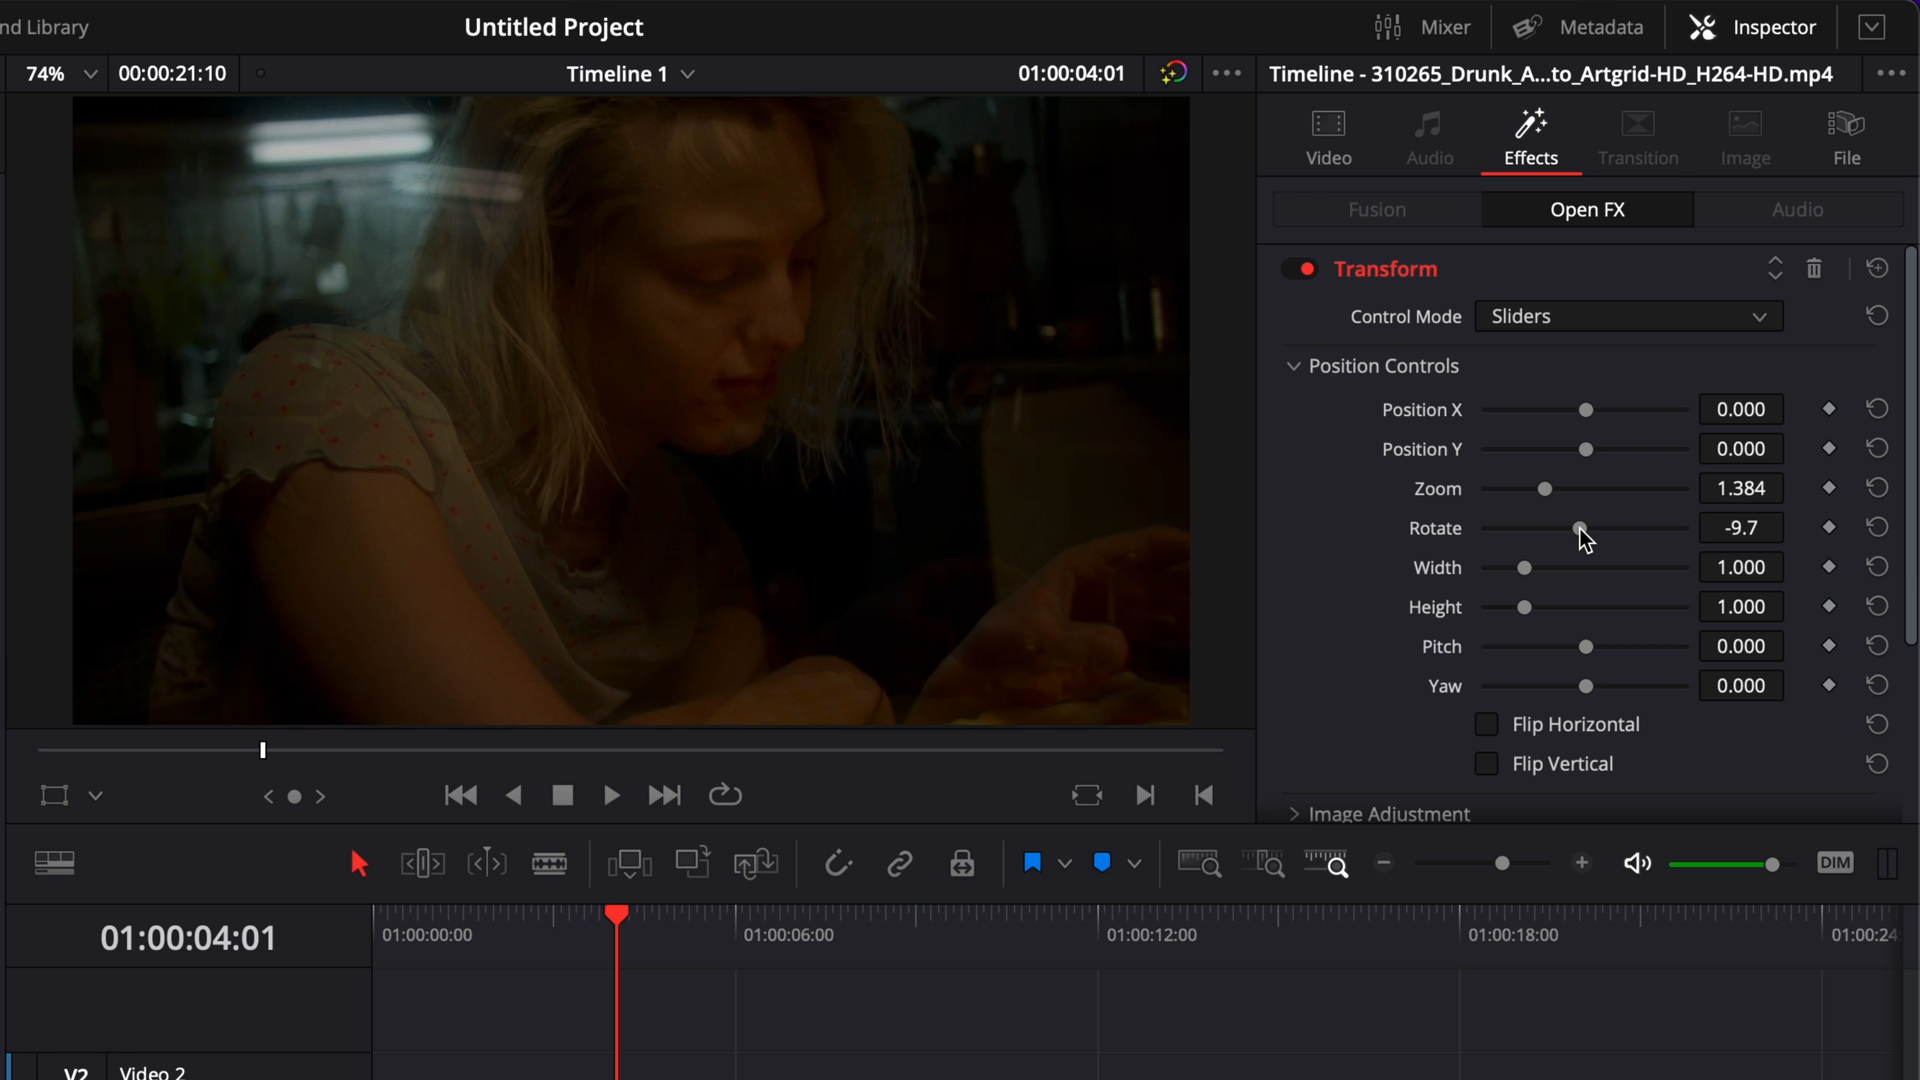 nd Library
Untitled Project
Mixer
Metadata
Inspector
74%
00:00:21:10
Timeline 1
01:00:04:01
Timeline - 310265_Drunk_A...to_Artgrid-HD_H264-HD.mp4
Video
Audio
Effects
Transition
Image
File
Fusion
Open FX
Audio
Transform
Control Mode
Sliders
Position Controls
Position X 0.000
Position Y 0.000
Zoom 1.384
Rotate -9.7
Width 1.000
Height 1.000
Pitch 0.000
Yaw 0.000
Flip Horizontal
Flip Vertical
Image Adjustment
DIM
01:00:04:01
01:00:00:00
01:00:06:00
01:00:12:00
01:00:18:00
01:00:24
V2
Video 2